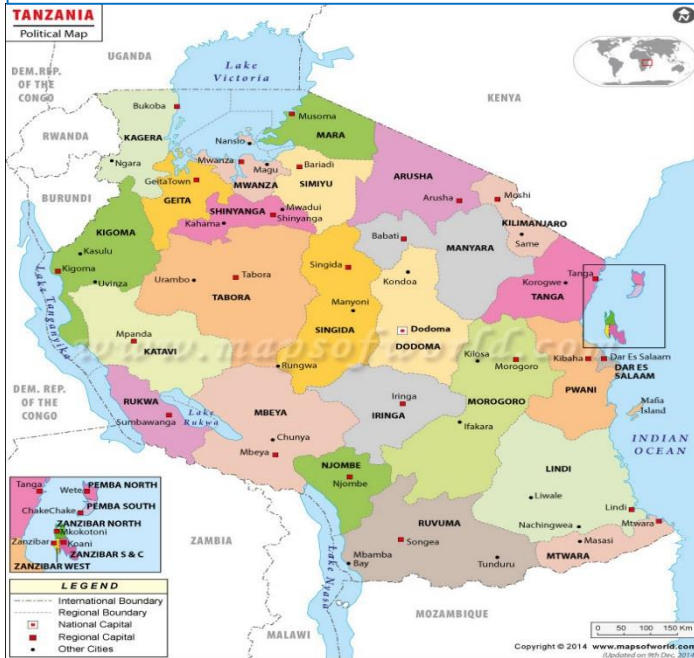 TANZANIA
Political Map
UGANDA
DEM.REP.
OF THE
CONGO
Lake
Victoria
KENYA
Bukoba
Musoma
MARA
RWANDA
KAGERA
Nansio
Ngara
Mwanza
Magu
Bariadi
GeitaTown
MWANZA
SIMIYU
ARUSHA
BURUNDI
GEITA
Mwadui
Arusha
Moshi
SHINYANGA
Shinyanga
KILIMANJARO
KIGOMA
Kahama
Babati
MANYARA
Same
Kasulu
Kigoma
Singida
Kondoa
Tanga
Uvinza
Urambo
Tabora
Korogwe
TANGA
TABORA
Manyoni
Lake Tanganyika
SINGIDA
Dodoma
DODOMA
Mpanda
KATAVI
www.mapsofworld.com
Kilosa
Morogoro
Kibaha
Dar Es Salaam
DAR ES
SALAAM
Rungwa
DEM. REP.
OF THE
CONGO
RUKWA
Lake
Rukwa
MBEYA
Iringa
IRINGA
MOROGORO
PWANI
Mafia
Island
Sumbawanga
Chunya
Ifakara
INDIAN
OCEAN
Mbeya
NJOMBE
LINDI
Njombe
Liwale
Lindi
RUVUMA
Nachingwea
Mtwara
Masasi
Songea
MTWARA
Mbamba
Bay
Tunduru
Lake Nyasa
ZAMBIA
MALAWI
MOZAMBIQUE
Tanga
Wete
PEMBA NORTH
PEMBA SOUTH
ChakeChake
ZANZIBAR NORTH
Mkokotoni
Zanzibar
Koani
ZANZIBAR S & C
ZANZIBAR WEST
LEGEND
International Boundary
Regional Boundary
National Capital
Regional Capital
Other Cities
0 50 100 150 Km
Copyright © 2014 www.mapsofworld.com
(Updated on 9th Dec, 2014)
N